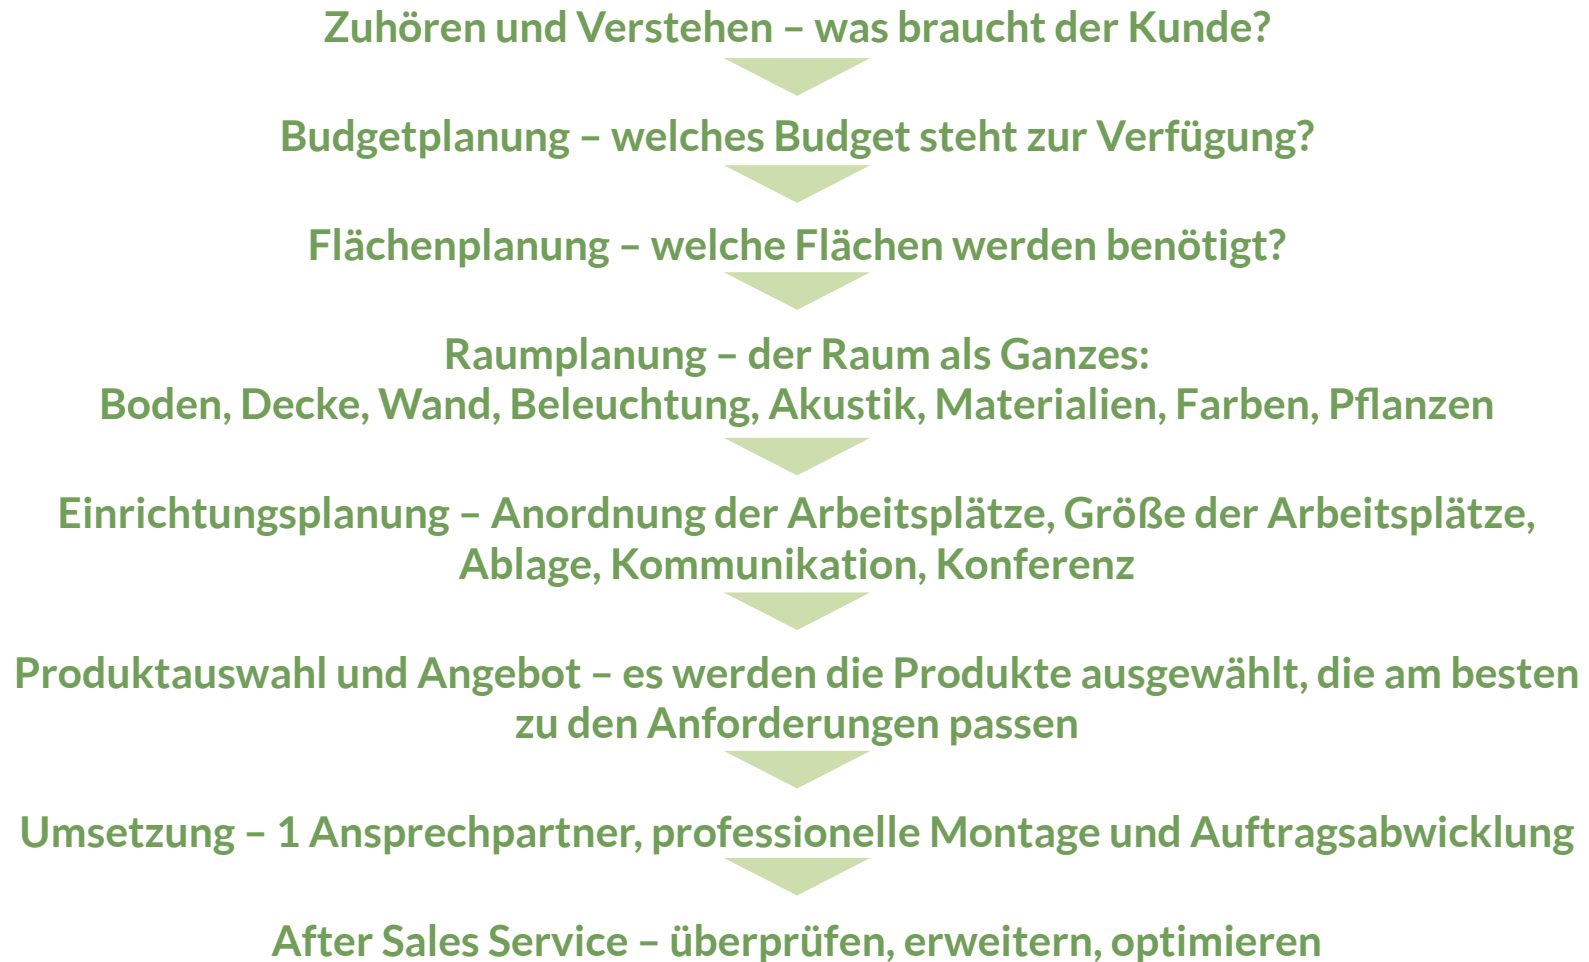 Zuhören und Verstehen – was braucht der Kunde?
Budgetplanung – welches Budget steht zur Verfügung?
Flächenplanung – welche Flächen werden benötigt?
Raumplanung – der Raum als Ganzes:
Boden, Decke, Wand, Beleuchtung, Akustik, Materialien, Farben, Pflanzen
Einrichtungsplanung – Anordnung der Arbeitsplätze, Größe der Arbeitsplätze,
Ablage, Kommunikation, Konferenz
Produktauswahl und Angebot – es werden die Produkte ausgewählt, die am besten
zu den Anforderungen passen
Umsetzung – 1 Ansprechpartner, professionelle Montage und Auftragsabwicklung
After Sales Service – überprüfen, erweitern, optimieren